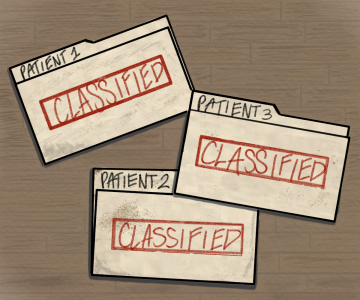 PATIENT 1
CLASSIFIED
PATIENT 3
CLASSIFIED
PATIENT 2
CLASSIFIED